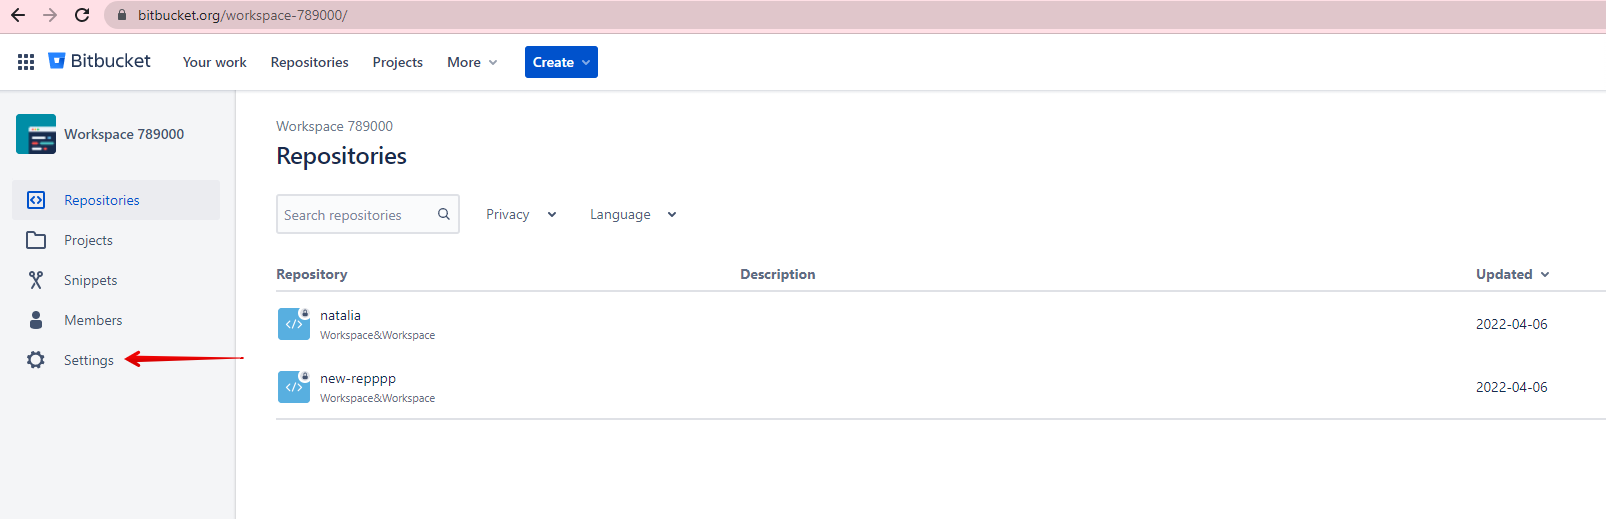 bitbucket.org/workspace-789000/
Bitbucket Your work Repositories Projects More Create
Workspace 789000
Repositories
Projects
Snippets
Members
Settings
Workspace 789000
Repositories
Search repositories Privacy Language
Repository Description Updated
natalia
Workspace&Workspace
2022-04-06
new-repppp
Workspace&Workspace
2022-04-06